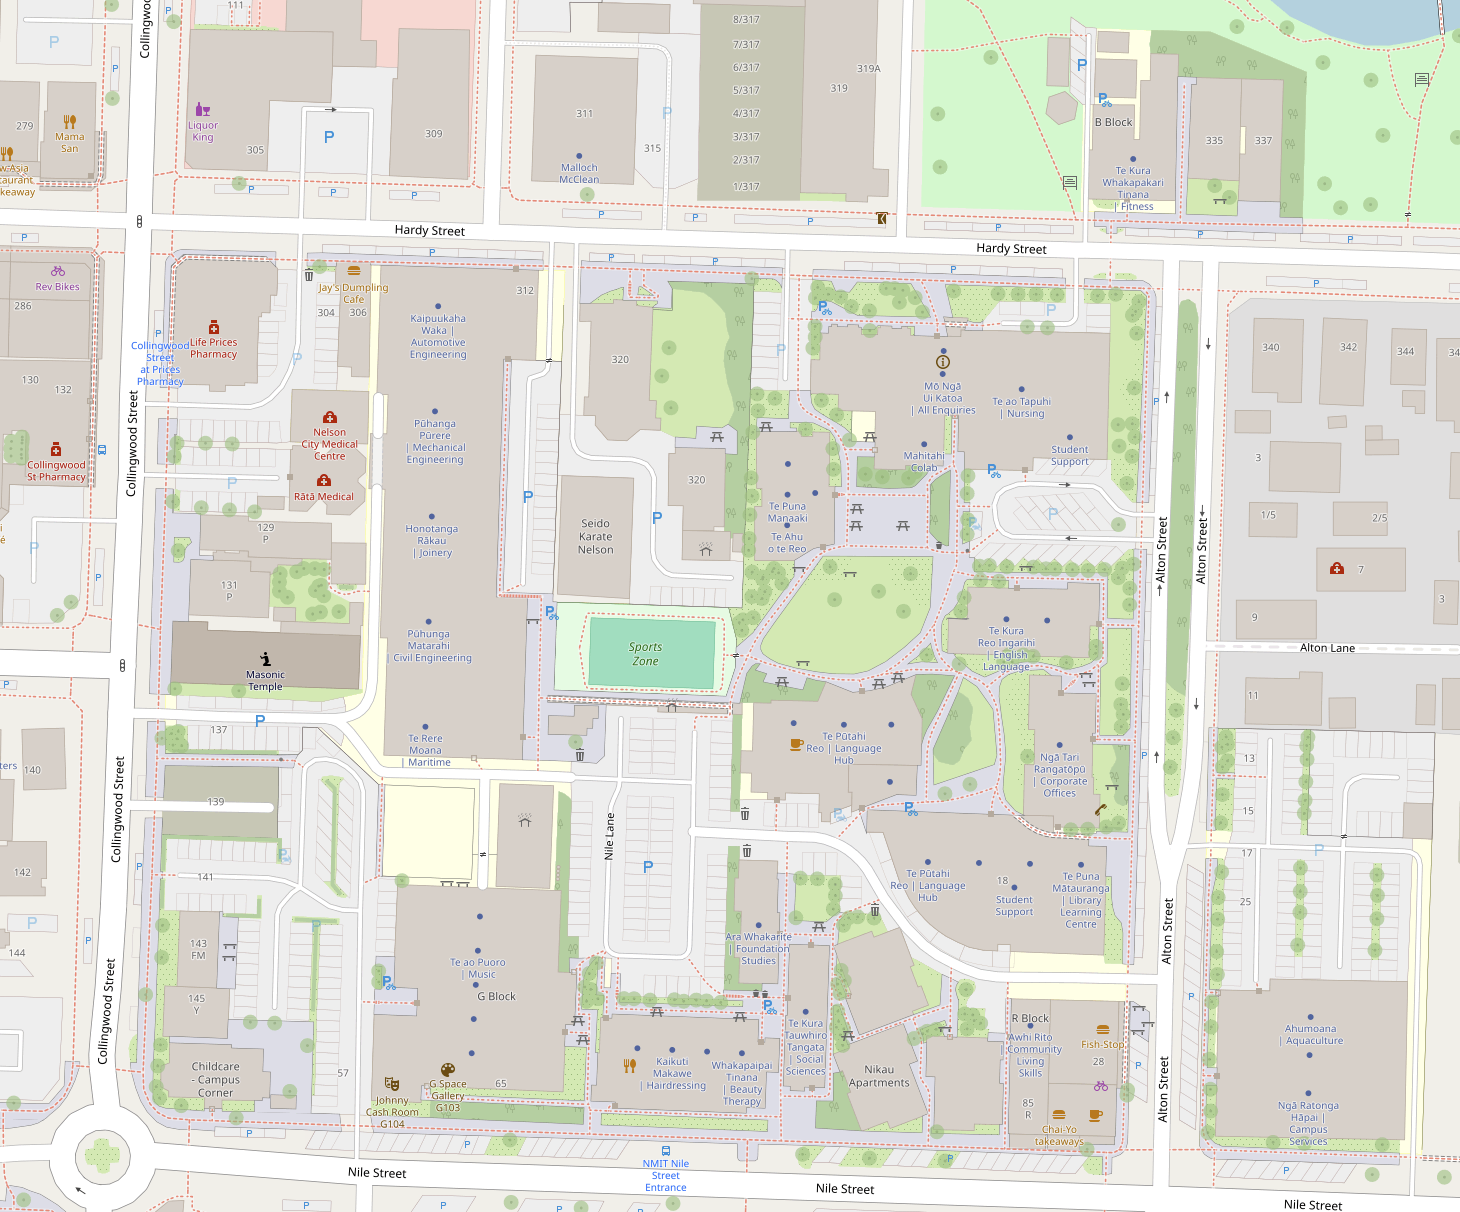 111
Collingwoo
P
8/317
7/317
6/317
5/317
4/317
3/317
2/317
1/317
319A
319
P
P
279
Mama
San
Liquor
King
305
P
309
311
Malloch
McClean
315
P
P
B Block
Te Kura
Whakapakari
Tinana
| Fitness
335
337
w-Asia
taurant
keaway
P
P
P
P
P
P
P
P
P
P
Hardy Street
Hardy Street
P
P
P
P
P
P
Rev Bikes
286
Jay's Dumpling
Cafe
304
306
312
Kaipuukaha
Waka |
Automotive
Engineering
Life Prices
Pharmacy
Collingwood
Street
at Prices
Pharmacy
P
P
130
132
Collingwood Street
320
P
P
P
Mō Ngā
Ui Katoa
| All Enquiries
Te ao Tapuhi
| Nursing
340
342
344
34
P
Pūhanga
Pūrere
| Mechanical
Engineering
Nelson
City Medical
Centre
Rātā Medical
P
Collingwood
St Pharmacy
Mahitahi
Colab
P
Student
Support
3
320
Te Puna
Manaaki
Te Ahu
o te Reo
P
P
P
P
P
1/5
2/5
Seido
Karate
Nelson
Honotanga
Rākau
| Joinery
129
P
131
P
P
P
é
Alton Street
Alton Street
7
9
3
Alton Lane
P
Pūhunga
Matarahi
| Civil Engineering
Sports
Zone
Te Kura
Reo Ingarihi
| English
Language
Masonic
Temple
P
137
P
11
Te Rere
Moana
| Maritime
Te Pūtahi
Reo | Language
Hub
Ngā Tari
Rangatōpū
| Corporate
Offices
P
13
15
140
ters
139
Collingwood Street
P
P
P
17
P
142
P
141
P
Nile Lane
P
Te Pūtahi
Reo | Language
Hub
18
Student
Support
Te Puna
Mātauranga
| Library
Learning
Centre
25
P
P
144
143
FM
P
Te ao Puoro
| Music
G Block
P
Ara Whakarite
| Foundation
Studies
P
Alton Street
P
145
Y
Collingwood Street
Te Kura
Tauwhiro
Tangata
| Social
Sciences
R Block
Awhi Rito
Community
Living
Skills
Fish-Stop
28
Ahumoana
| Aquaculture
Childcare
- Campus
Corner
57
65
Johnny
Cash Room
G104
G Space
Gallery
G103
Kaikuti
Makawe
| Hairdressing
Whakapaipai
Tinana
| Beauty
Therapy
Nikau
Apartments
85
R
Chai-Yo
takeaways
P
Alton Street
Ngā Ratonga
Hāpai |
Campus
Services
P
P
P
P
NMIT Nile
Street
Entrance
Nile Street
Nile Street
Nile Street
P
P
P
P